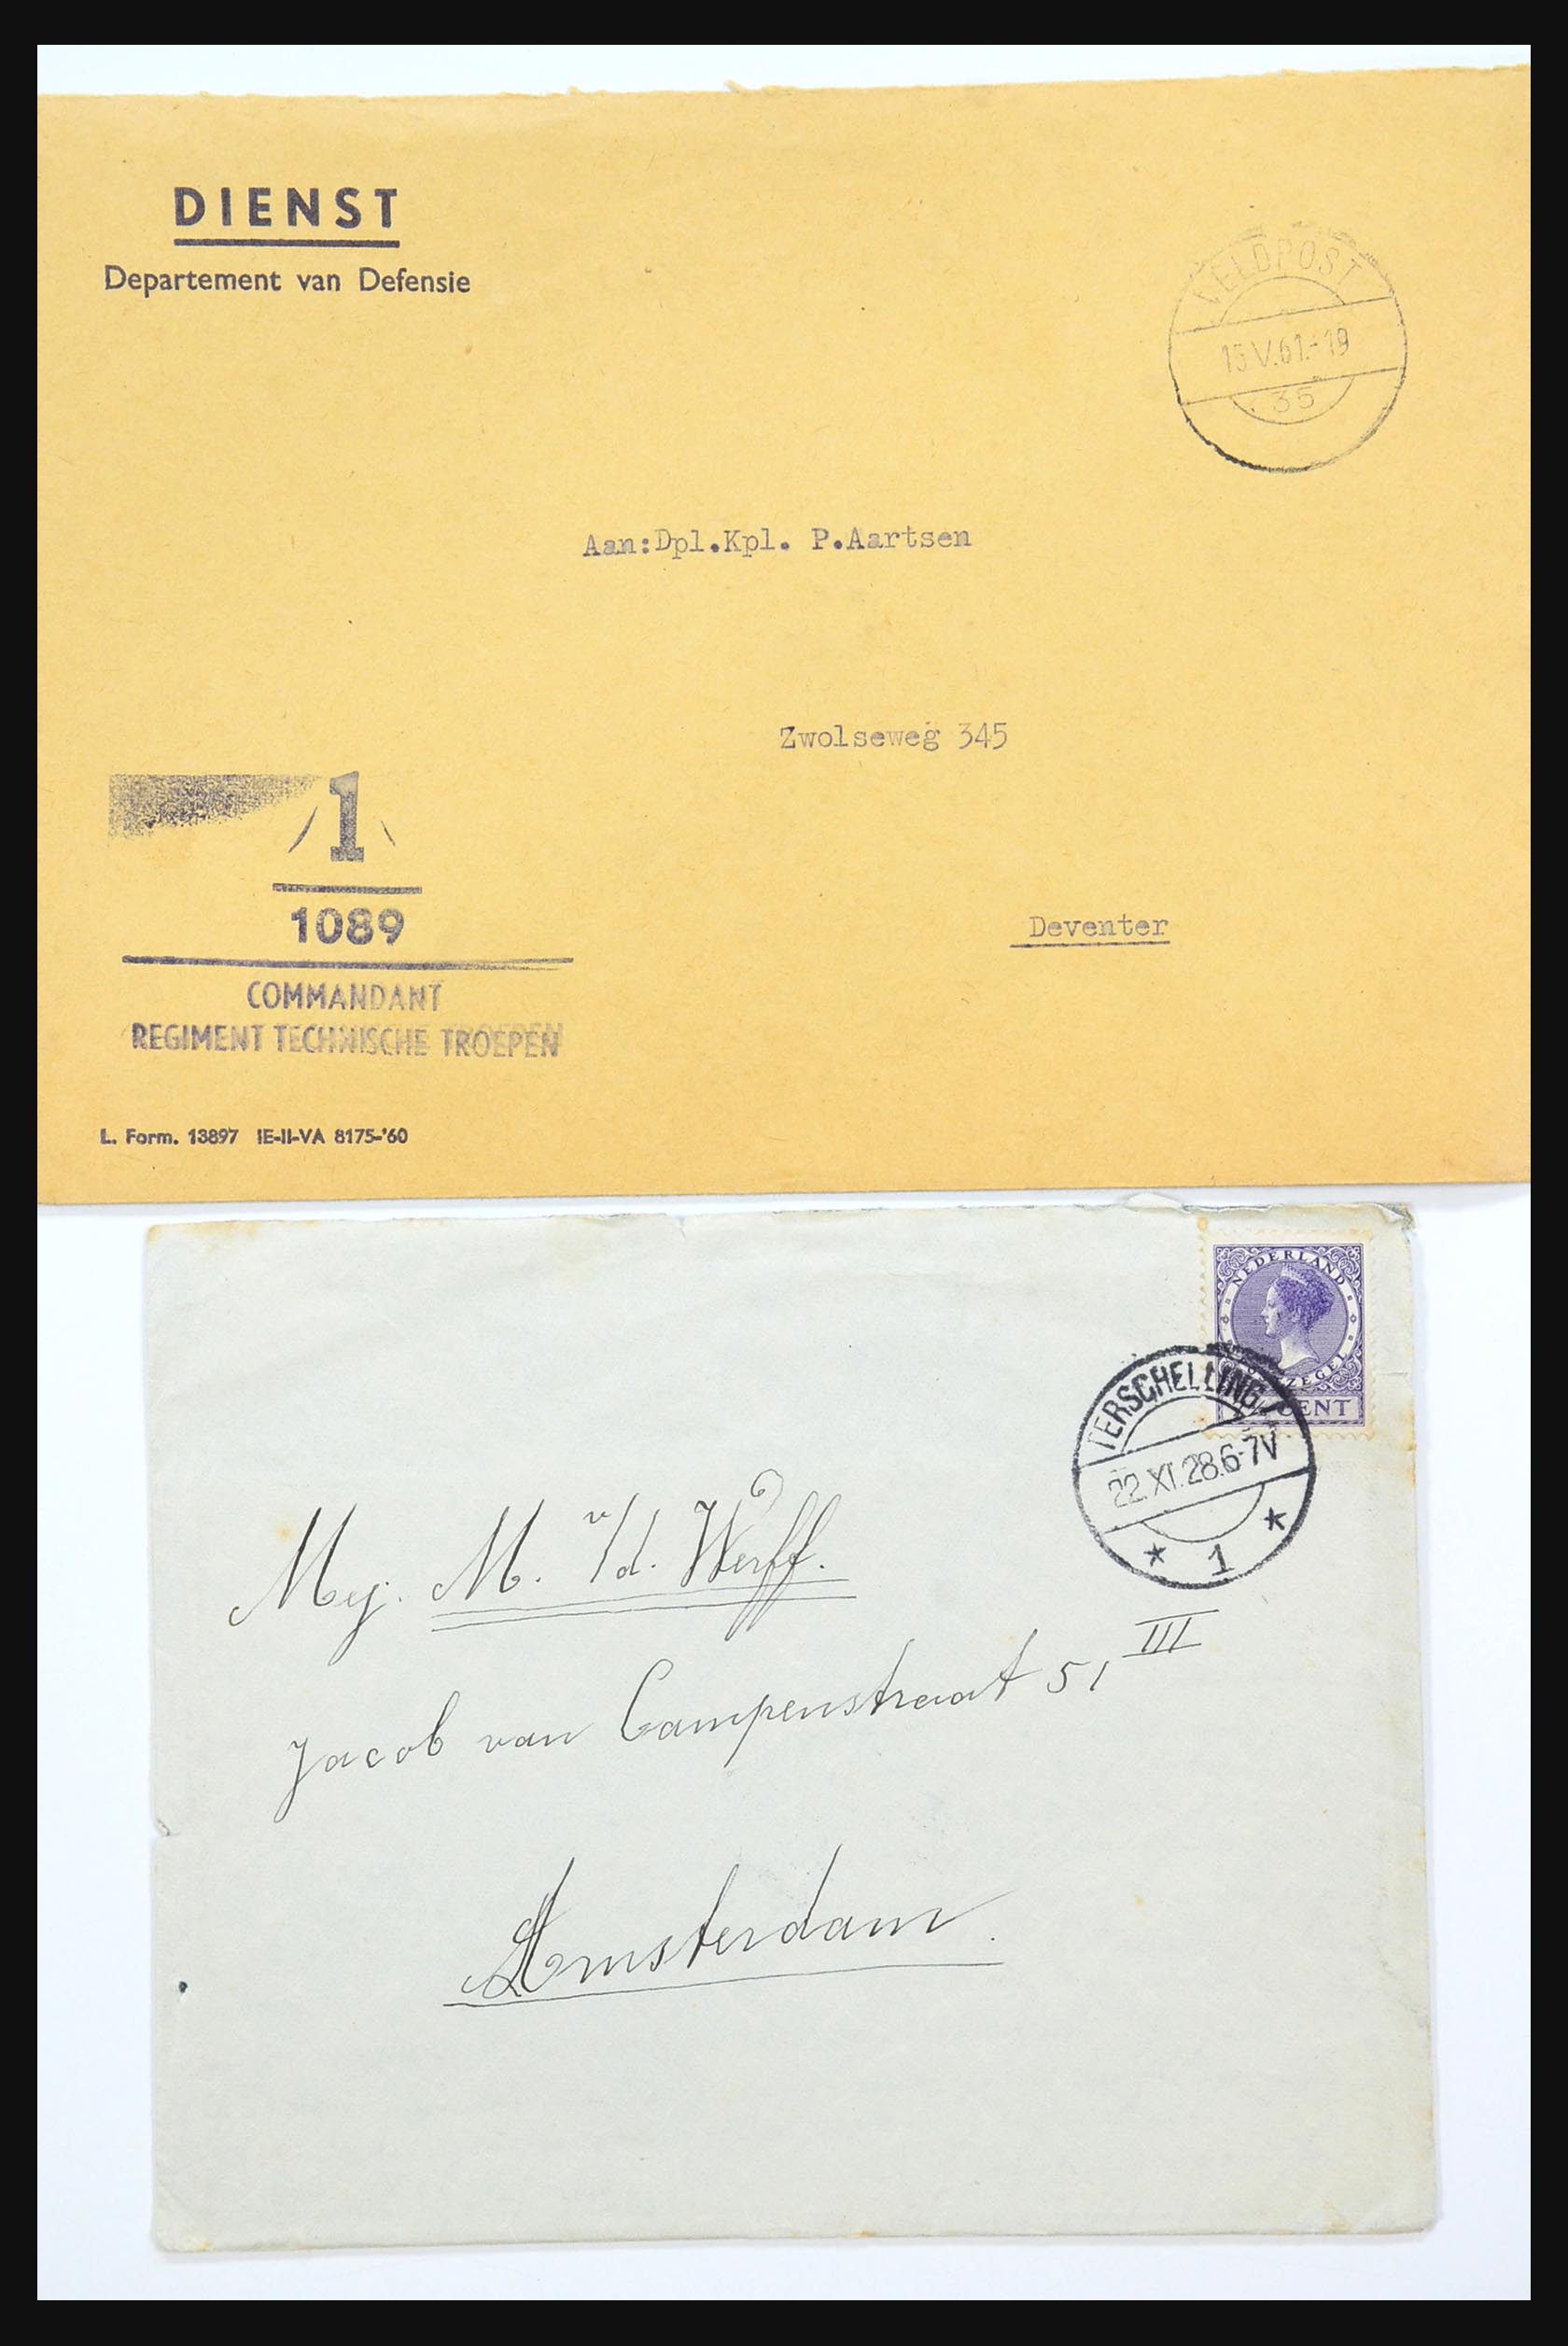 DIENST
Departement van Defensie
VELDPOST
15 V.61.-19
35
Aan:Dpl.Kpl. P.Aartsen
Zwolseweg 345
1
1089
Deventer
COMMANDANT
REGIMENT TECHNISCHE TROEPEN
L. Form. 13897 IE-II-VA 8175-'60
NEDERLAND
CENT
TERSCHELLING
22.XI.28.6-7V
* 1 *
Mej. M. v/d. Werff.
Jacob van Campenstraat 51 III
Amsterdam.